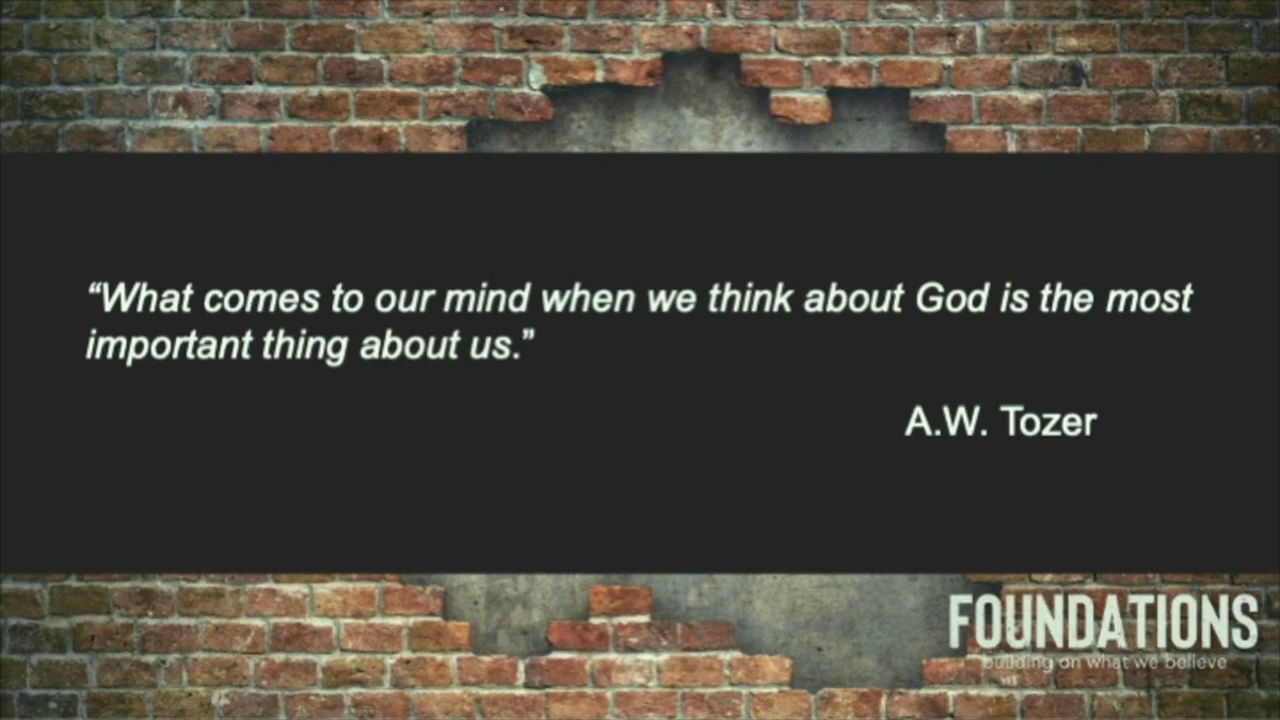 “What comes to our mind when we think about God is the most
important thing about us.”
A.W. Tozer
FOUNDATIONS
building on what we believe